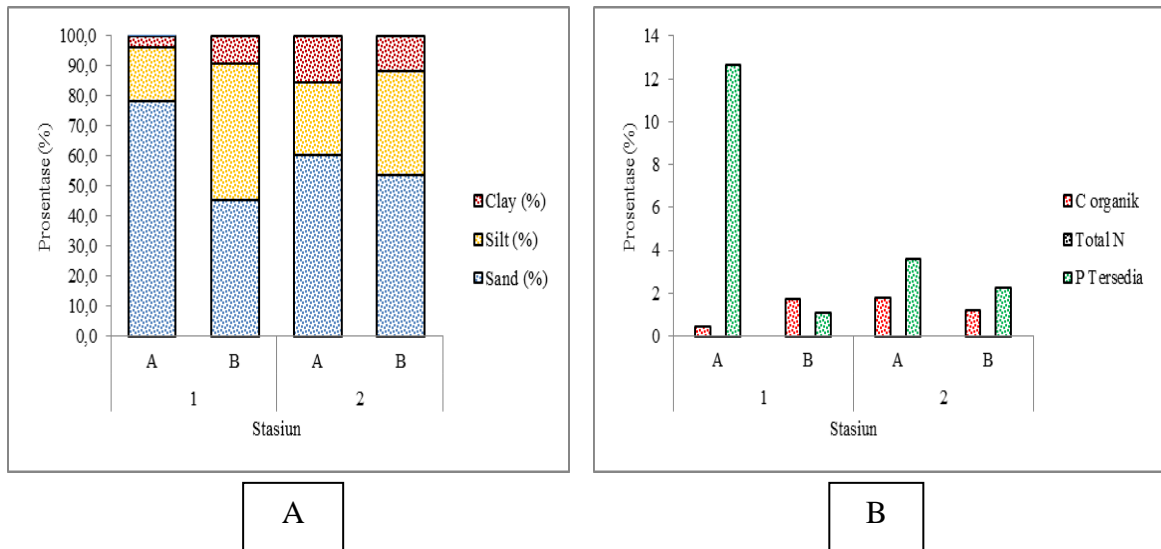 100,0
90,0
80,0
70,0
60,0
50,0
40,0
30,0
20,0
10,0
0,0
Prosentase (%)
A B A B
1 2
Stasiun
Clay (%)
Silt (%)
Sand (%)
A
14
12
10
8
6
4
2
0
Prosentase (%)
A B A B
1 2
Stasiun
C organik
Total N
P Tersedia
B